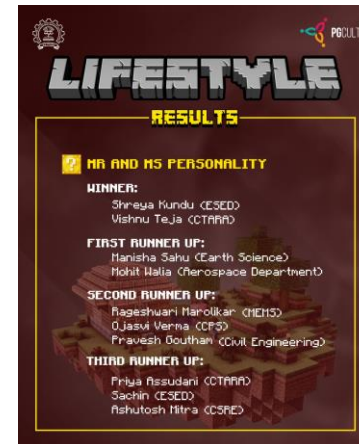 PGCULT
LIFESTYLE
RESULTS
MR AND MS PERSONALITY
WINNER:
Shreya Kundu (ESED)
Vishnu Teja (CTARA)
FIRST RUNNER UP:
Manisha Sahu (Earth Science)
Mohit Walia (Aerospace Department)
SECOND RUNNER UP:
Rageshwari Marolikar (MEMS)
Ojasvi Verma (CPS)
Pravesh Goutham (Civil Engineering)
THIRD RUNNER UP:
Priya Assudani (CTARA)
Sachin (ESED)
Ashutosh Mitra (CSRE)